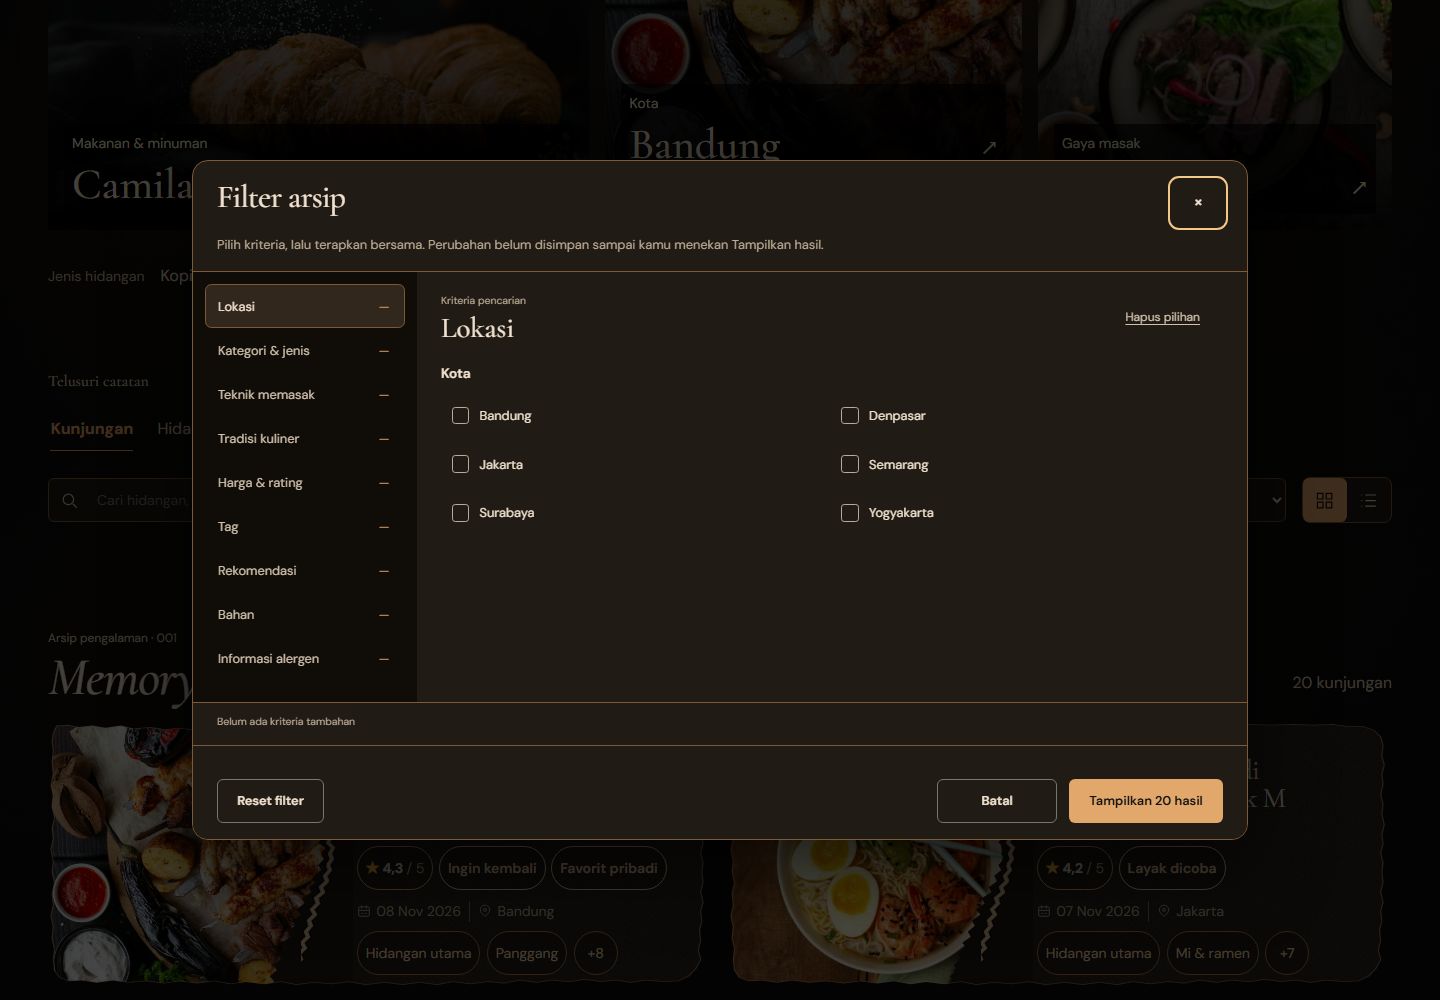 Makanan & minuman
Camila
Kota
Bandung
↗
Gaya masak
↗
Jenis hidangan Kopi
Telusuri catatan
Kunjungan Hida
Cari hidangan,
Arsip pengalaman · 001
Memory
20 kunjungan
Filter arsip
×
Pilih kriteria, lalu terapkan bersama. Perubahan belum disimpan sampai kamu menekan Tampilkan hasil.
Lokasi —
Kategori & jenis —
Teknik memasak —
Tradisi kuliner —
Harga & rating —
Tag —
Rekomendasi —
Bahan —
Informasi alergen —
Kriteria pencarian
Lokasi
Hapus pilihan
Kota
Bandung
Denpasar
Jakarta
Semarang
Surabaya
Yogyakarta
Belum ada kriteria tambahan
Reset filter
Batal
Tampilkan 20 hasil
★ 4,3 / 5 Ingin kembali Favorit pribadi
08 Nov 2026 Bandung
Hidangan utama Panggang +8
di
k M
★ 4,2 / 5 Layak dicoba
07 Nov 2026 Jakarta
Hidangan utama Mi & ramen +7